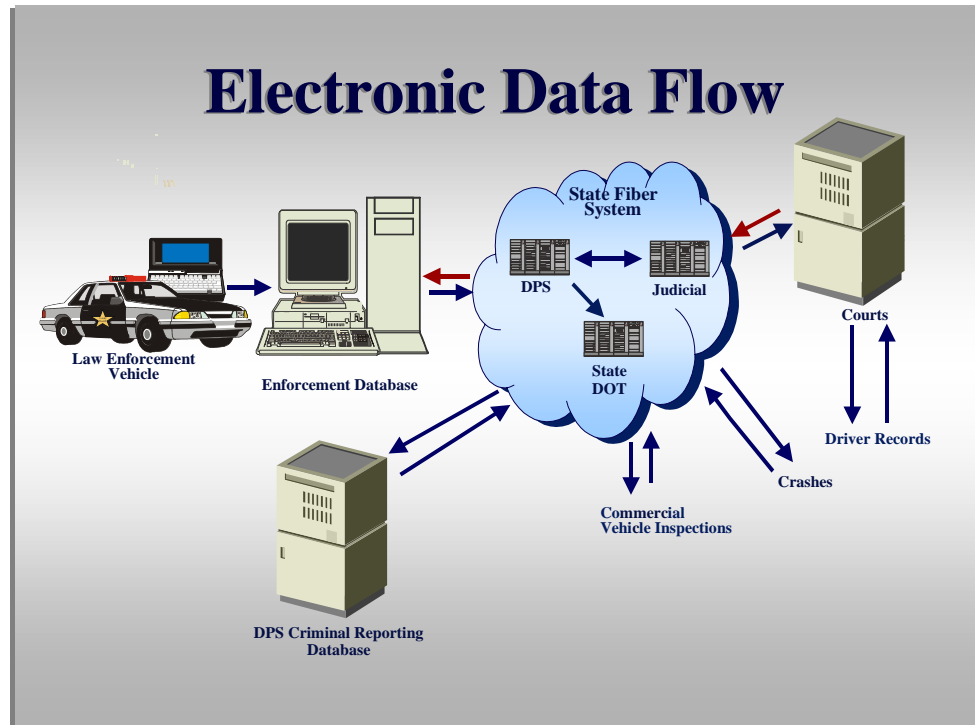 Electronic Data Flow
State Fiber
System
DPS
Judicial
State
DOT
Courts
Law Enforcement
Vehicle
Enforcement Database
Driver Records
Crashes
Commercial
Vehicle Inspections
DPS Criminal Reporting
Database